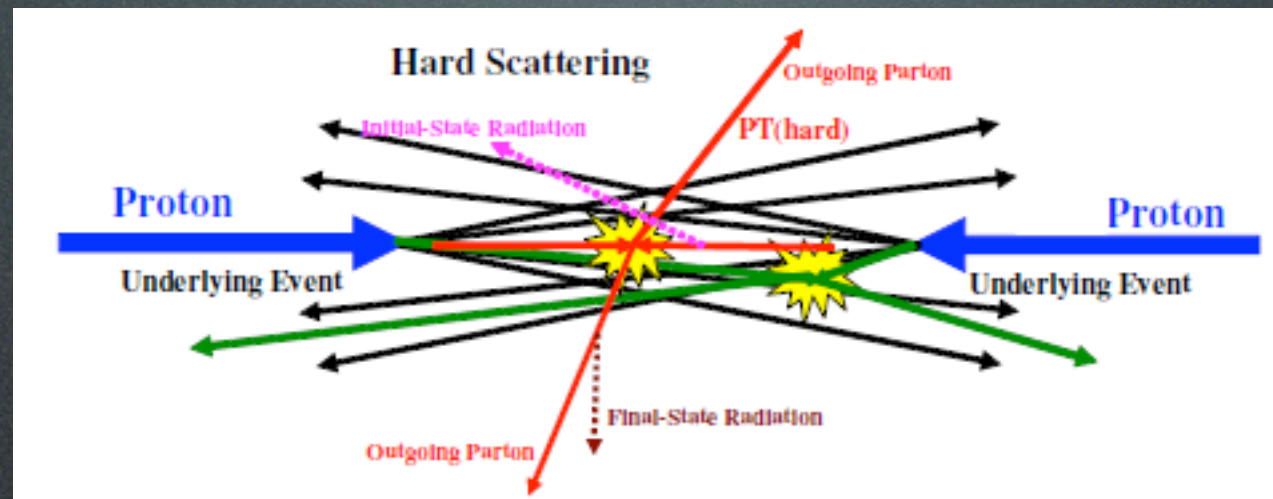 Hard Scattering
Outgoing Parton
Initial-State Radiation
PT(hard)
Proton
Proton
Underlying Event
Underlying Event
Final-State Radiation
Outgoing Parton